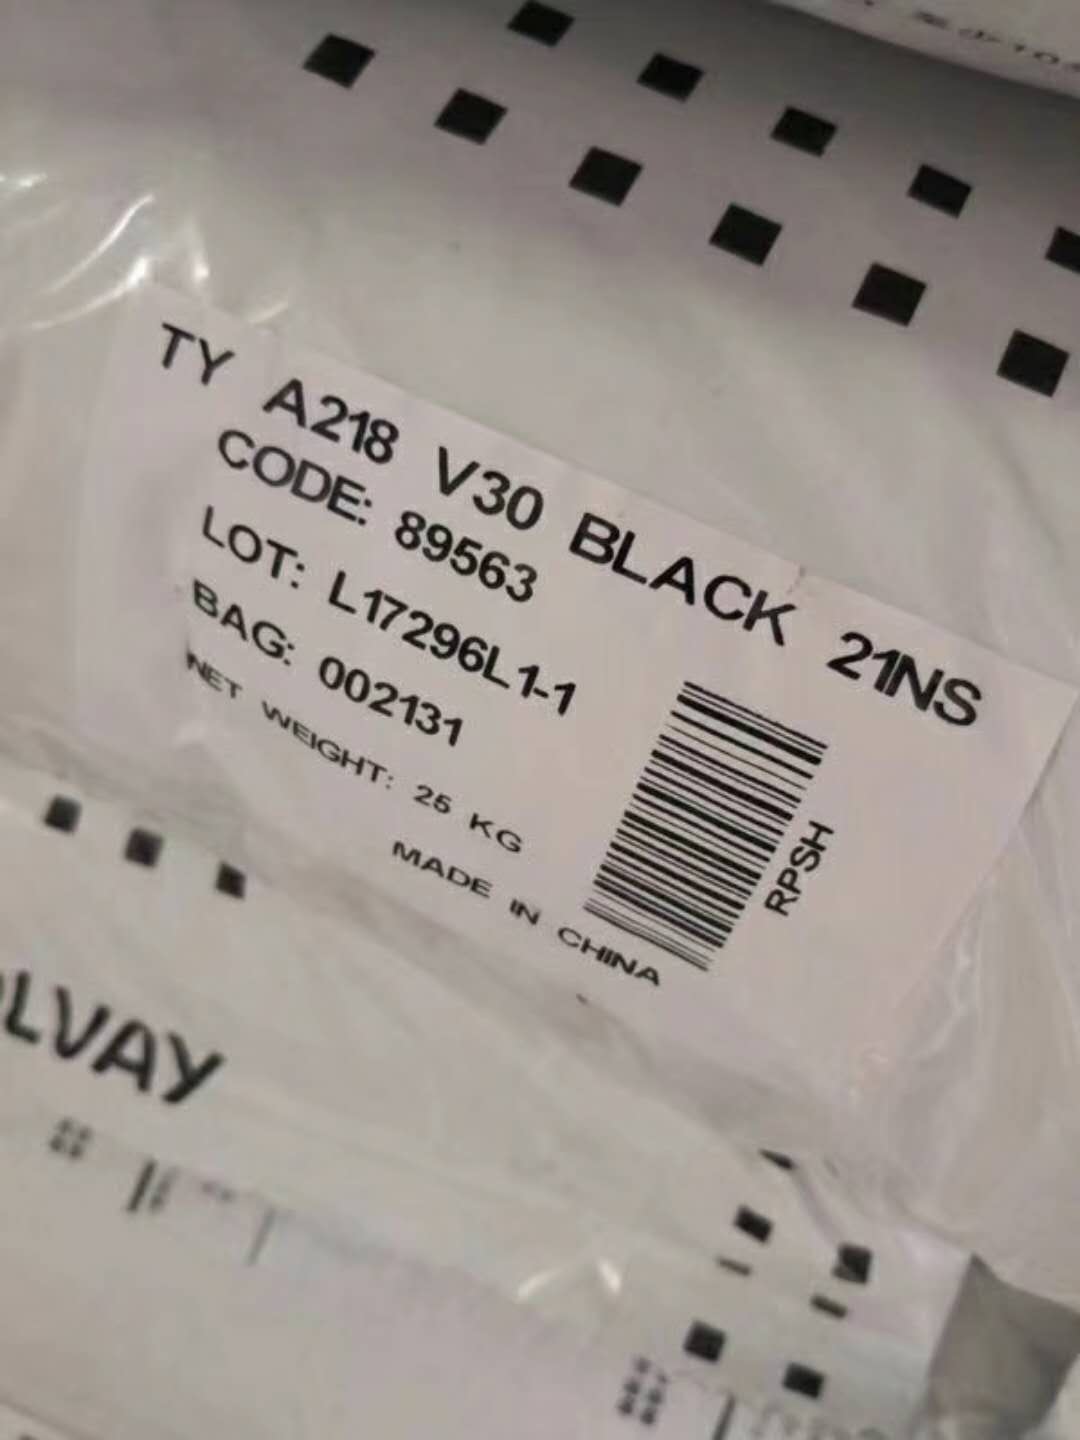 TY A218 V30 BLACK 21NS
CODE: 89563
LOT: L17296L1-1
BAG: 002131
NET WEIGHT: 25 KG
MADE IN CHINA
RPSH
LVAY